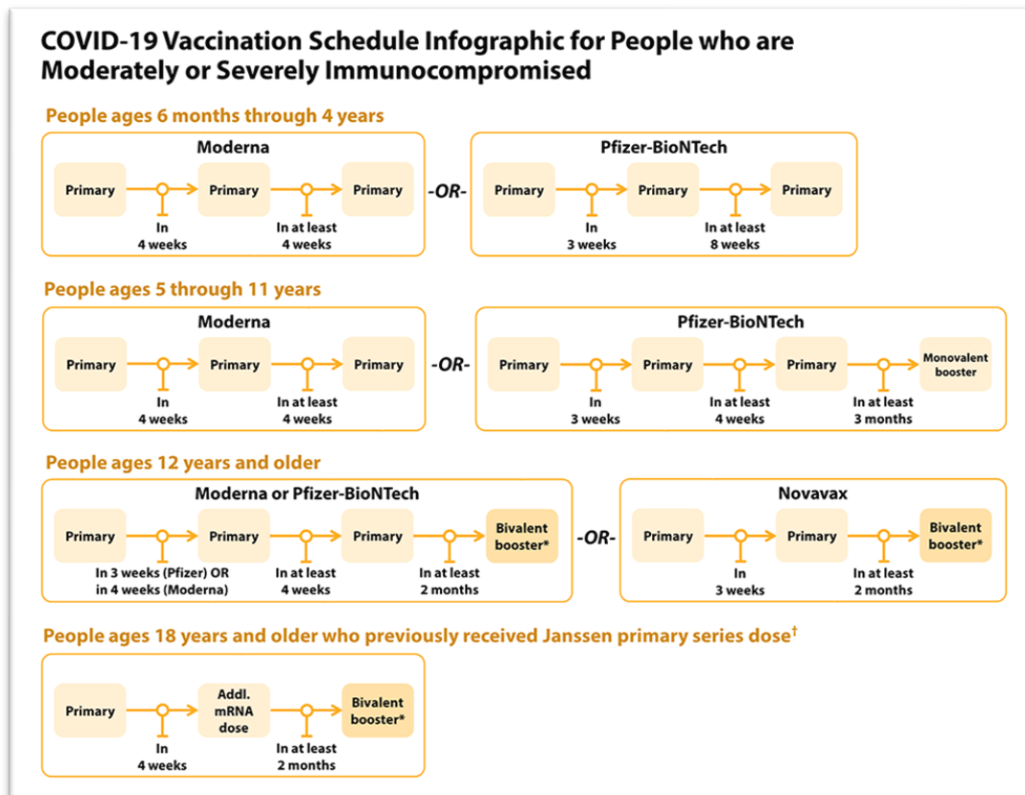 COVID-19 Vaccination Schedule Infographic for People who are
Moderately or Severely Immunocompromised
People ages 6 months through 4 years
Moderna
Primary
Primary
Primary
In
4 weeks
In at least
4 weeks
-OR-
Pfizer-BioNTech
Primary
Primary
Primary
In
3 weeks
In at least
8 weeks
People ages 5 through 11 years
Moderna
Primary
Primary
Primary
In
4 weeks
In at least
4 weeks
-OR-
Pfizer-BioNTech
Primary
Primary
Primary
Monovalent
booster
In
3 weeks
In at least
4 weeks
In at least
3 months
People ages 12 years and older
Moderna or Pfizer-BioNTech
Primary
Primary
Primary
Bivalent
booster*
In 3 weeks (Pfizer) OR
in 4 weeks (Moderna)
In at least
4 weeks
In at least
2 months
-OR-
Novavax
Primary
Primary
Bivalent
booster*
In
3 weeks
In at least
2 months
People ages 18 years and older who previously received Janssen primary series dose†
Primary
Addl.
mRNA
dose
Bivalent
booster*
In
4 weeks
In at least
2 months